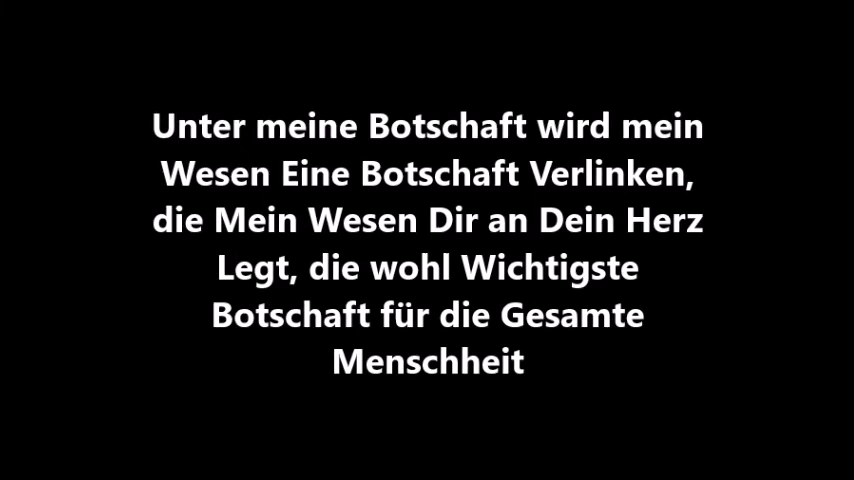 Unter meine Botschaft wird mein
Wesen Eine Botschaft Verlinken,
die Mein Wesen Dir an Dein Herz
Legt, die wohl Wichtigste
Botschaft für die Gesamte
Menschheit